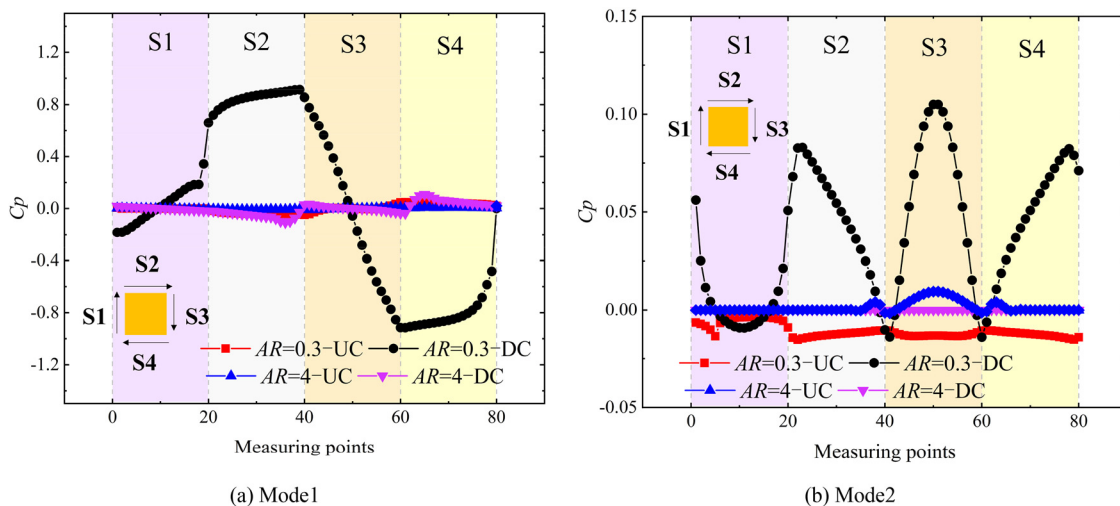 S1 S2 S3 S4
1.2
0.8
0.4
0.0
-0.4
-0.8
-1.2
Cp
S2
S1 S3
S4
AR=0.3-UC AR=0.3-DC
AR=4-UC AR=4-DC
0 20 40 60 80
Measuring points
(a) Mode1
S1 S2 S3 S4
0.15
0.10
0.05
0.00
-0.05
Cp
S2
S1 S3
S4
AR=0.3-UC AR=0.3-DC
AR=4-UC AR=4-DC
0 20 40 60 80
Measuring points
(b) Mode2